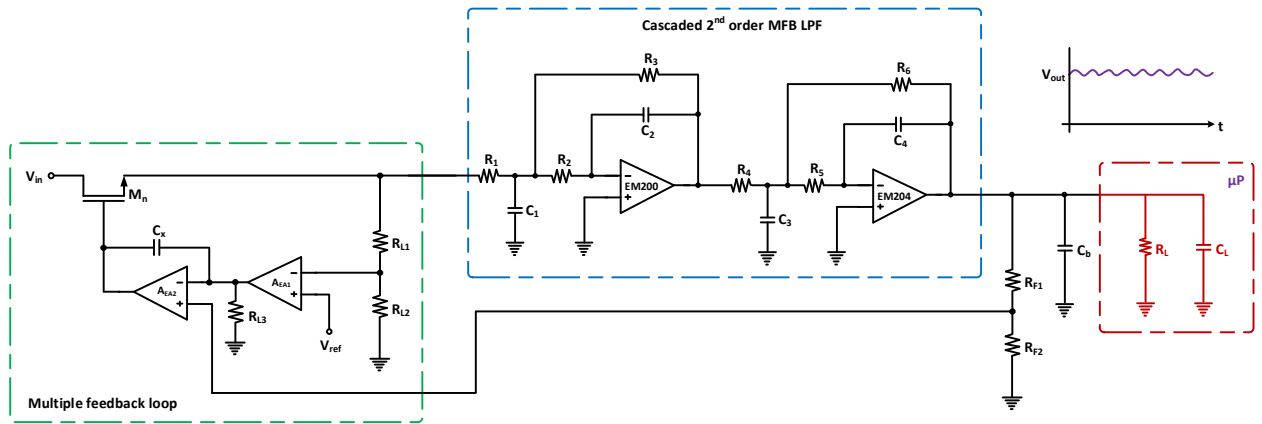 Cascaded 2nd order MFB LPF
R3
R6
Vout
t
C2
C4
R1
R2
EM200
R4
R5
EM204
μP
Vin
Mn
C1
C3
Cx
RL1
AEA2
AEA1
RL3
RL2
Vref
RF1
Cb
RL
CL
RF2
Multiple feedback loop